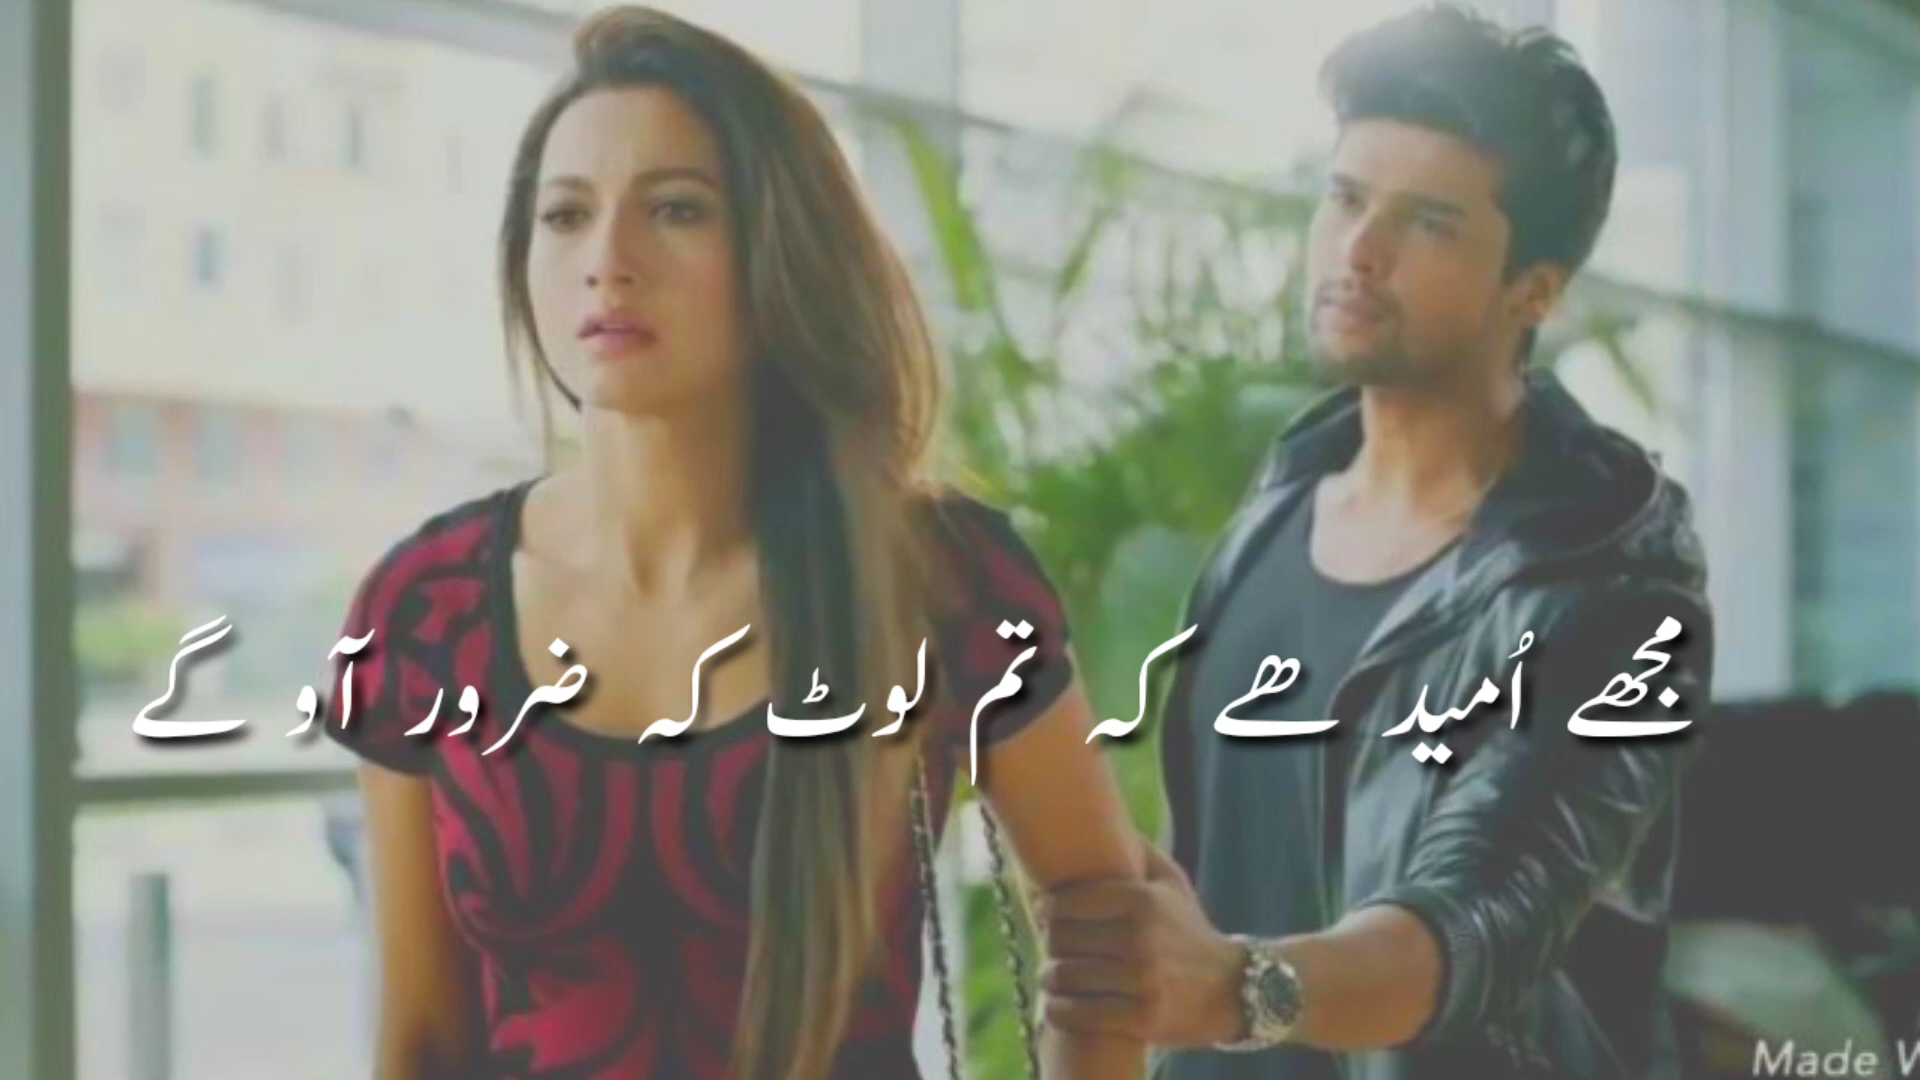 مجھے اُمید ھے کہ تم لوٹ کہ ضرور آو گے
Made